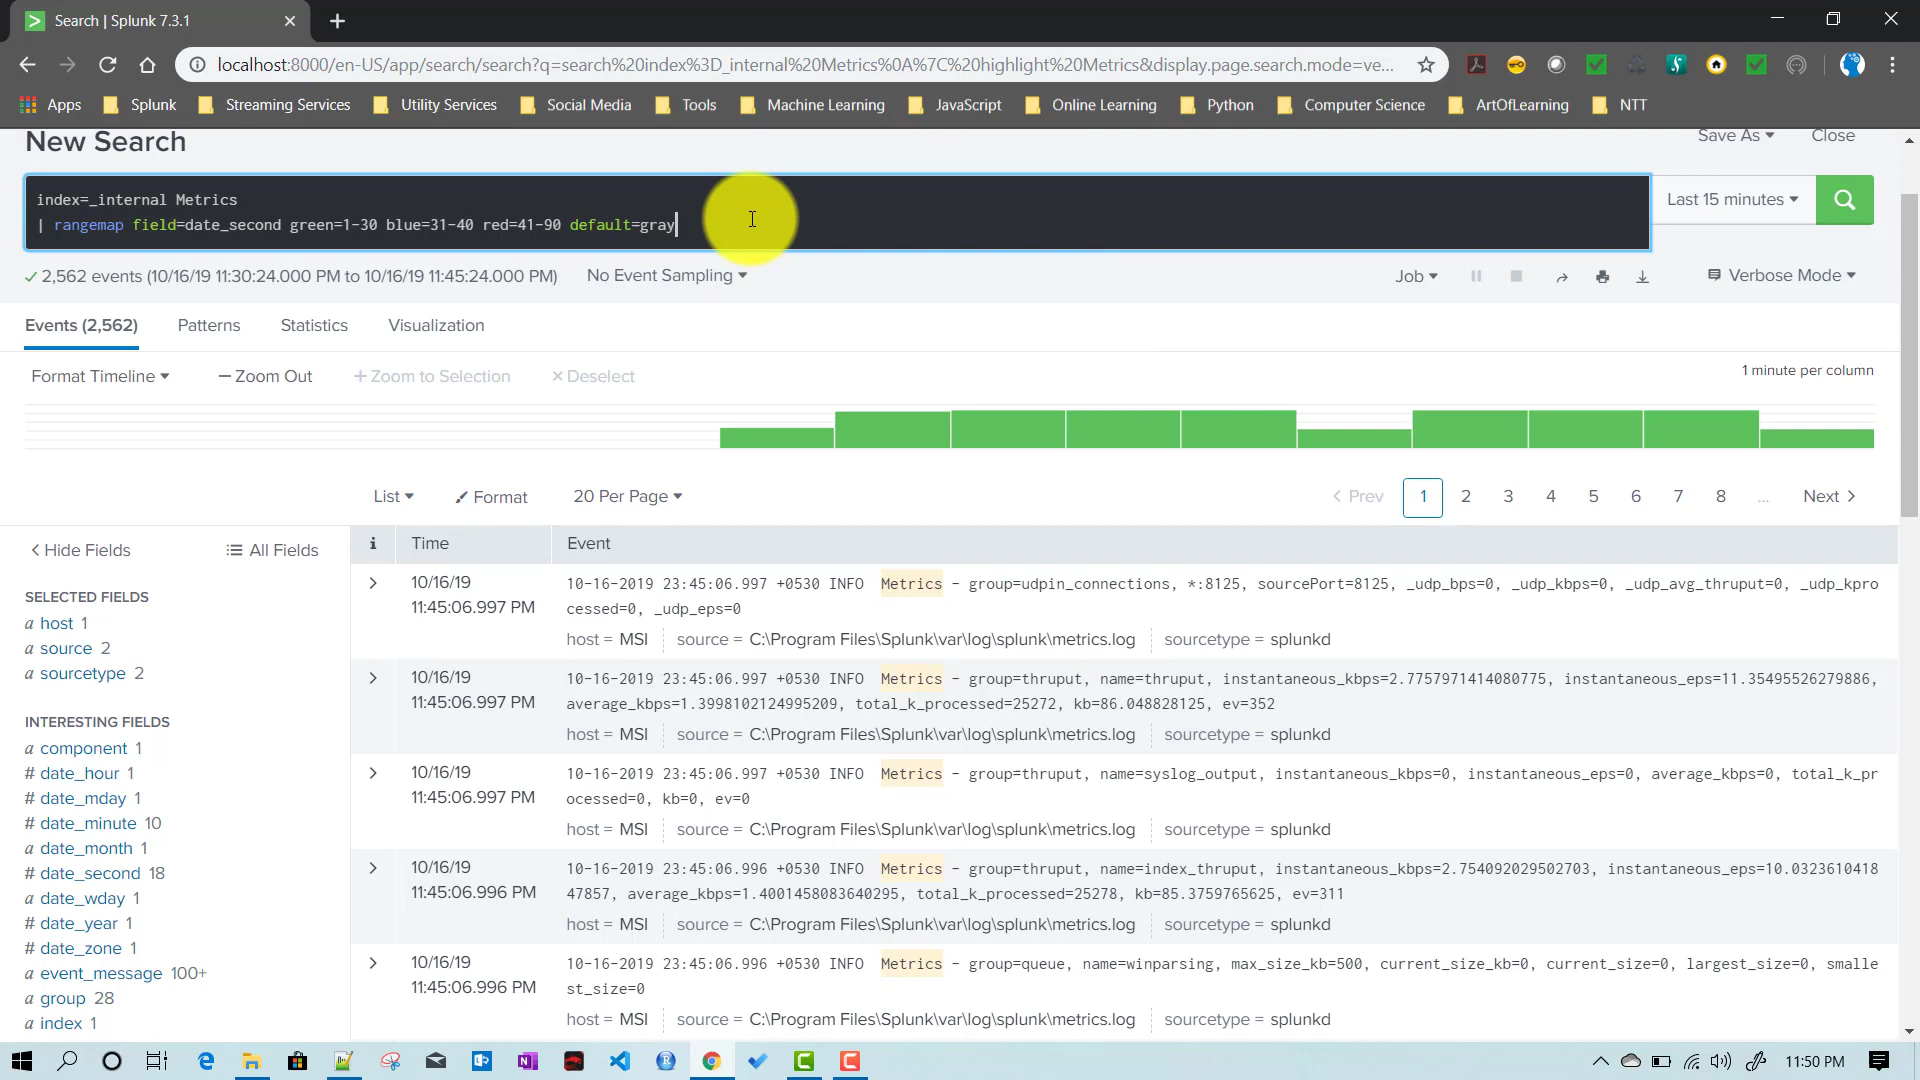 Search | Splunk 7.3.1
localhost:8000/en-US/app/search/search?q=search%20index%3D_internal%20Metrics%0A%7C%20highlight%20Metrics&display.page.search.mode=ve...
Apps Splunk Streaming Services Utility Services Social Media Tools Machine Learning JavaScript Online Learning Python Computer Science ArtOfLearning NTT
New Search
Save As Close
index=_internal Metrics
| rangemap field=date_second green=1-30 blue=31-40 red=41-90 default=gray
Last 15 minutes
2,562 events (10/16/19 11:30:24.000 PM to 10/16/19 11:45:24.000 PM) No Event Sampling Job Verbose Mode
Events (2,562) Patterns Statistics Visualization
Format Timeline — Zoom Out + Zoom to Selection × Deselect
1 minute per column
List Format 20 Per Page
< Prev 1 2 3 4 5 6 7 8 ... Next >
< Hide Fields All Fields
SELECTED FIELDS
a host 1
a source 2
a sourcetype 2
INTERESTING FIELDS
a component 1
# date_hour 1
# date_mday 1
# date_minute 10
a date_month 1
# date_second 18
a date_wday 1
# date_year 1
# date_zone 1
a event_message 100+
a group 28
a index 1
i Time Event
10/16/19
11:45:06.997 PM
10-16-2019 23:45:06.997 +0530 INFO Metrics - group=udpin_connections, *:8125, sourcePort=8125, _udp_bps=0, _udp_kbps=0, _udp_avg_thruput=0, _udp_kpro
cessed=0, _udp_eps=0
host = MSI source = C:\Program Files\Splunk\var\log\splunk\metrics.log sourcetype = splunkd
10/16/19
11:45:06.997 PM
10-16-2019 23:45:06.997 +0530 INFO Metrics - group=thruput, name=thruput, instantaneous_kbps=2.7757971414080775, instantaneous_eps=11.35495526279886,
average_kbps=1.3998102124995209, total_k_processed=25272, kb=86.048828125, ev=352
host = MSI source = C:\Program Files\Splunk\var\log\splunk\metrics.log sourcetype = splunkd
10/16/19
11:45:06.997 PM
10-16-2019 23:45:06.997 +0530 INFO Metrics - group=thruput, name=syslog_output, instantaneous_kbps=0, instantaneous_eps=0, average_kbps=0, total_k_pr
ocessed=0, kb=0, ev=0
host = MSI source = C:\Program Files\Splunk\var\log\splunk\metrics.log sourcetype = splunkd
10/16/19
11:45:06.996 PM
10-16-2019 23:45:06.996 +0530 INFO Metrics - group=thruput, name=index_thruput, instantaneous_kbps=2.754092029502703, instantaneous_eps=10.0323610418
47857, average_kbps=1.4001458083640295, total_k_processed=25278, kb=85.3759765625, ev=311
host = MSI source = C:\Program Files\Splunk\var\log\splunk\metrics.log sourcetype = splunkd
10/16/19
11:45:06.996 PM
10-16-2019 23:45:06.996 +0530 INFO Metrics - group=queue, name=winparsing, max_size_kb=500, current_size_kb=0, current_size=0, largest_size=0, smalle
st_size=0
host = MSI source = C:\Program Files\Splunk\var\log\splunk\metrics.log sourcetype = splunkd
11:50 PM